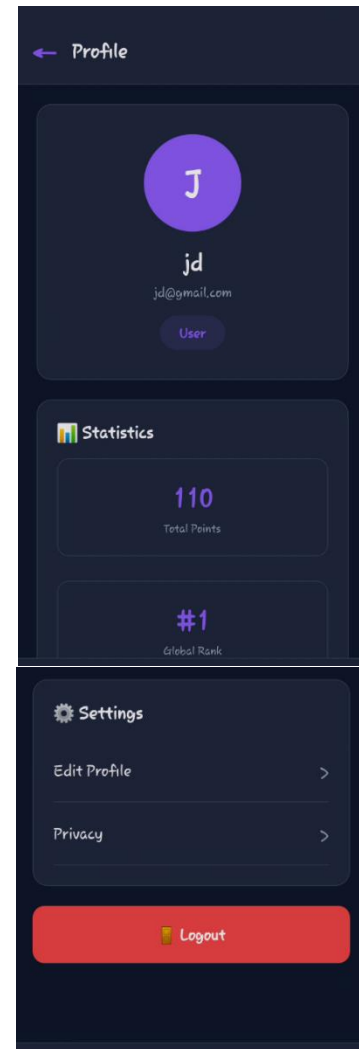 ← Profile
J
jd
jd@gmail.com
User
📊 Statistics
110
Total Points
#1
Global Rank
⚙️ Settings
Edit Profile >
Privacy >
🚪 Logout